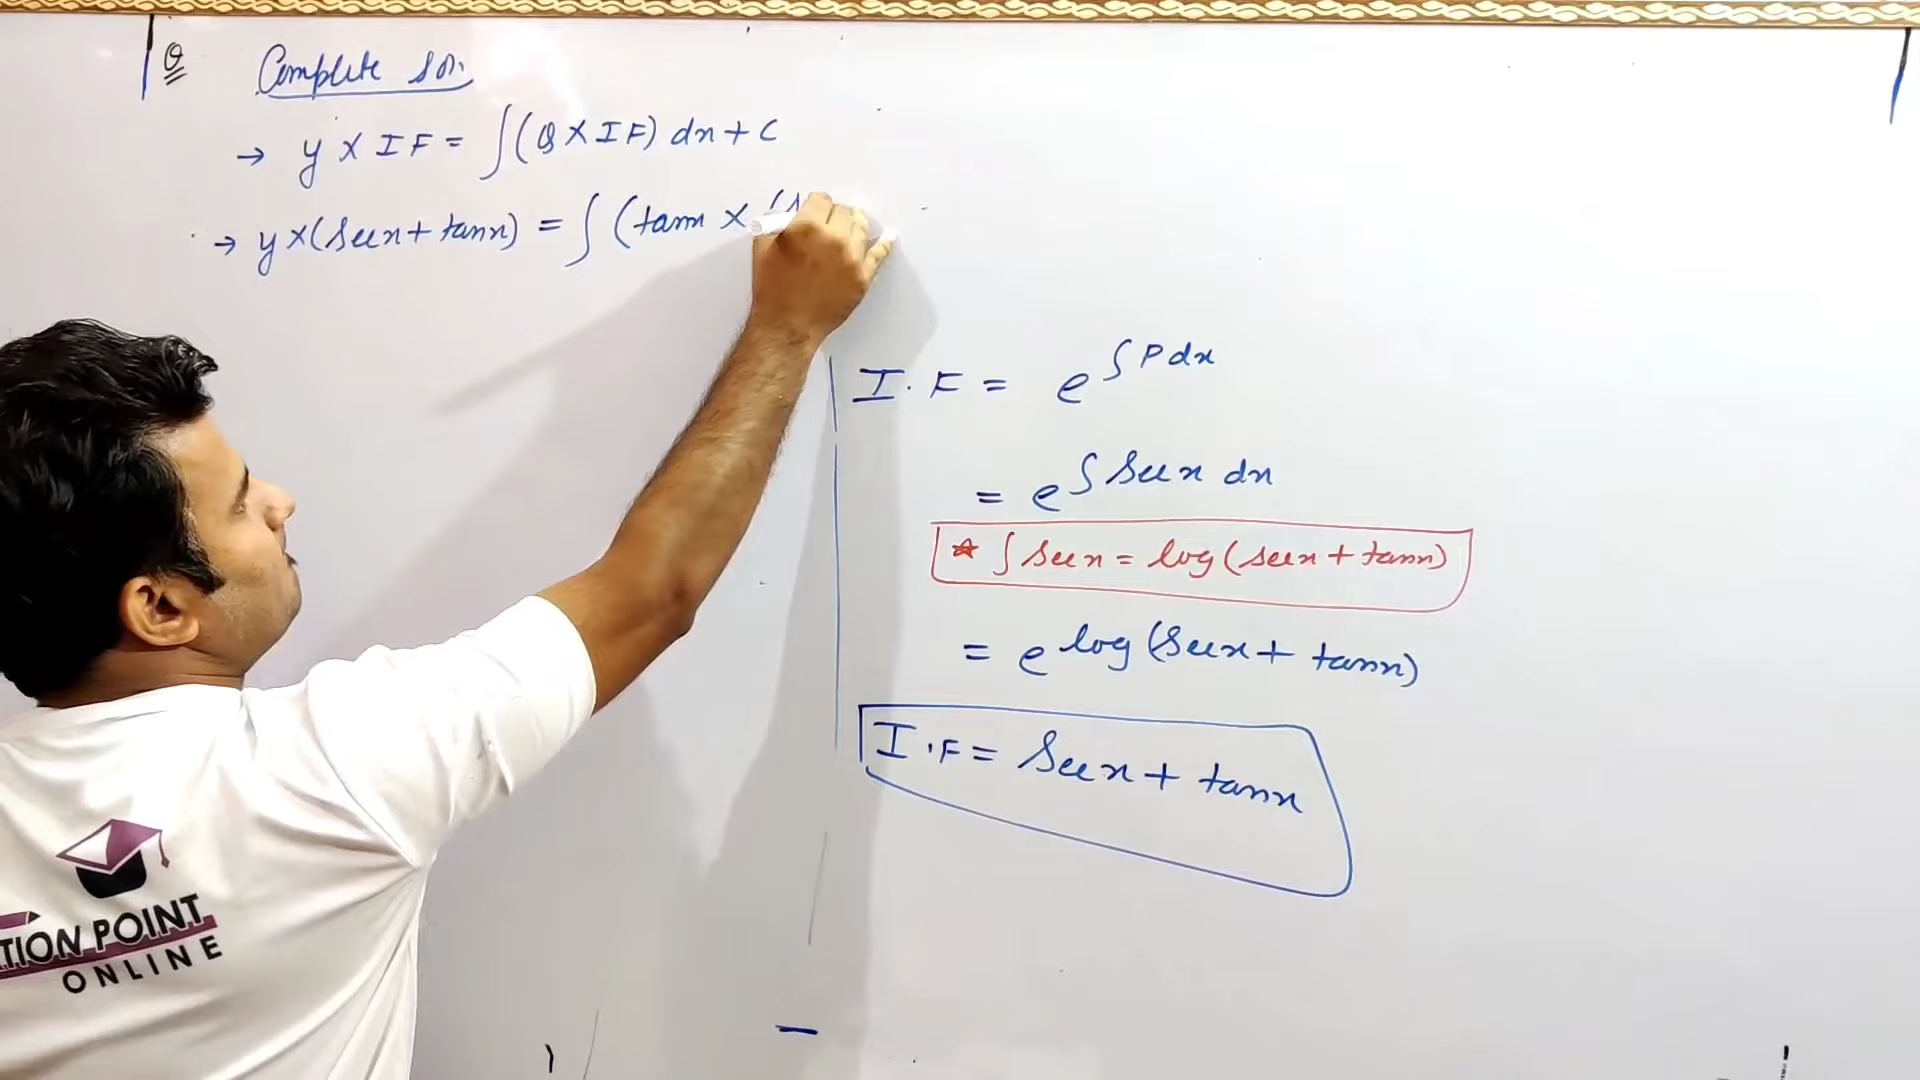 Q Complete Son.
→ y × IF = ∫(Q × IF) dx + C
→ y × (Secx + tanx) = ∫ (tanx × (s
I.F = e^∫Pdx
= e^∫Secx dx
* ∫Secx = log(secx + tanx)
= e^log(Secx + tanx)
I.F = Secx + tanx
TION POINT
ONLINE